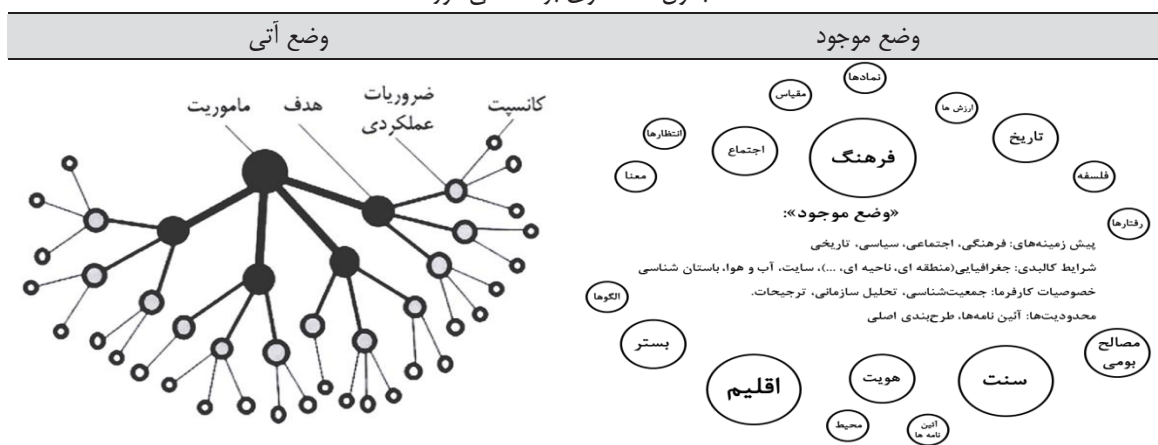 وضع موجود
وضع آتی
نمادها
مقیاس
ارزش ها
تاریخ
انتظارها
اجتماع
فرهنگ
معنا
فلسفه
رفتارها
«وضع موجود»:
پیش زمینه‌های: فرهنگی، اجتماعی، سیاسی، تاریخی
شرایط کالبدی: جغرافیایی(منطقه ای، ناحیه ای، ...)، سایت، آب و هوا، باستان شناسی
خصوصیات کارفرما: جمعیت‌شناسی، تحلیل سازمانی، ترجیحات.
محدودیت‌ها: آئین نامه‌ها، طرح‌بندی اصلی
الگوها
بستر
اقلیم
هویت
سنت
مصالح
بومی
محیط
آئین
نامه ها
کانسپت
ضروریات
عملکردی
هدف
ماموریت